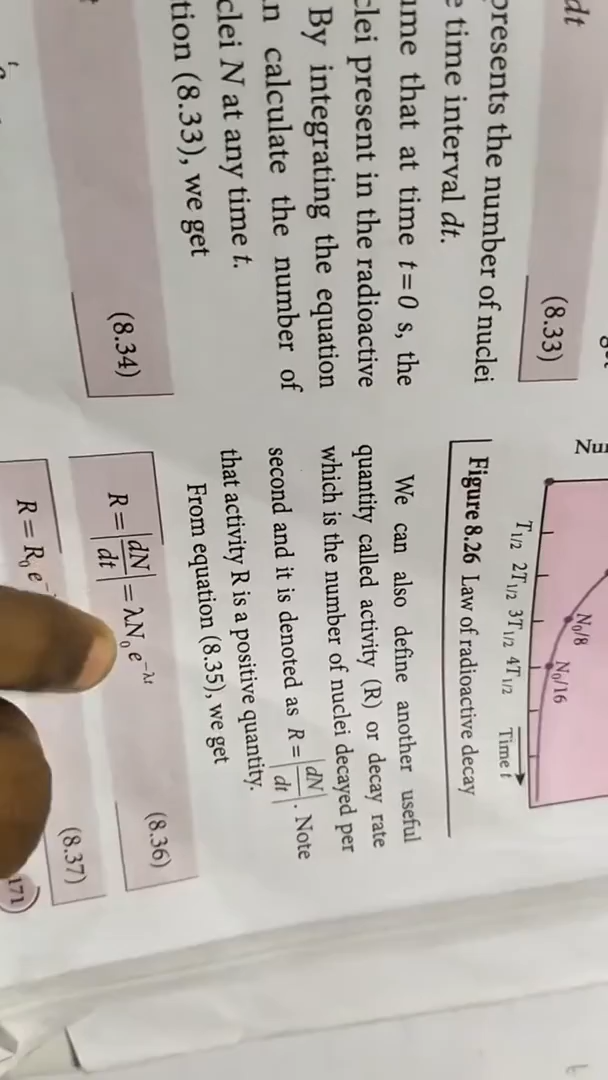 dt
(8.33)
presents the number of nuclei
time interval dt.
that at time t=0 s, the
present in the radioactive
By integrating the equation
calculate the number of
N at any time t.
(8.33), we get
(8.34)
N₀/8
N₀/16
T₁/₂ 2T₁/₂ 3T₁/₂ 4T₁/₂ Time t
Figure 8.26 Law of radioactive decay
We can also define another useful
quantity called activity (R) or decay rate
which is the number of nuclei decayed per
second and it is denoted as R=|dN/dt|. Note
that activity R is a positive quantity.
From equation (8.35), we get
R=|dN/dt|=λN₀e^−λt (8.36)
R=R₀e (8.37)
171